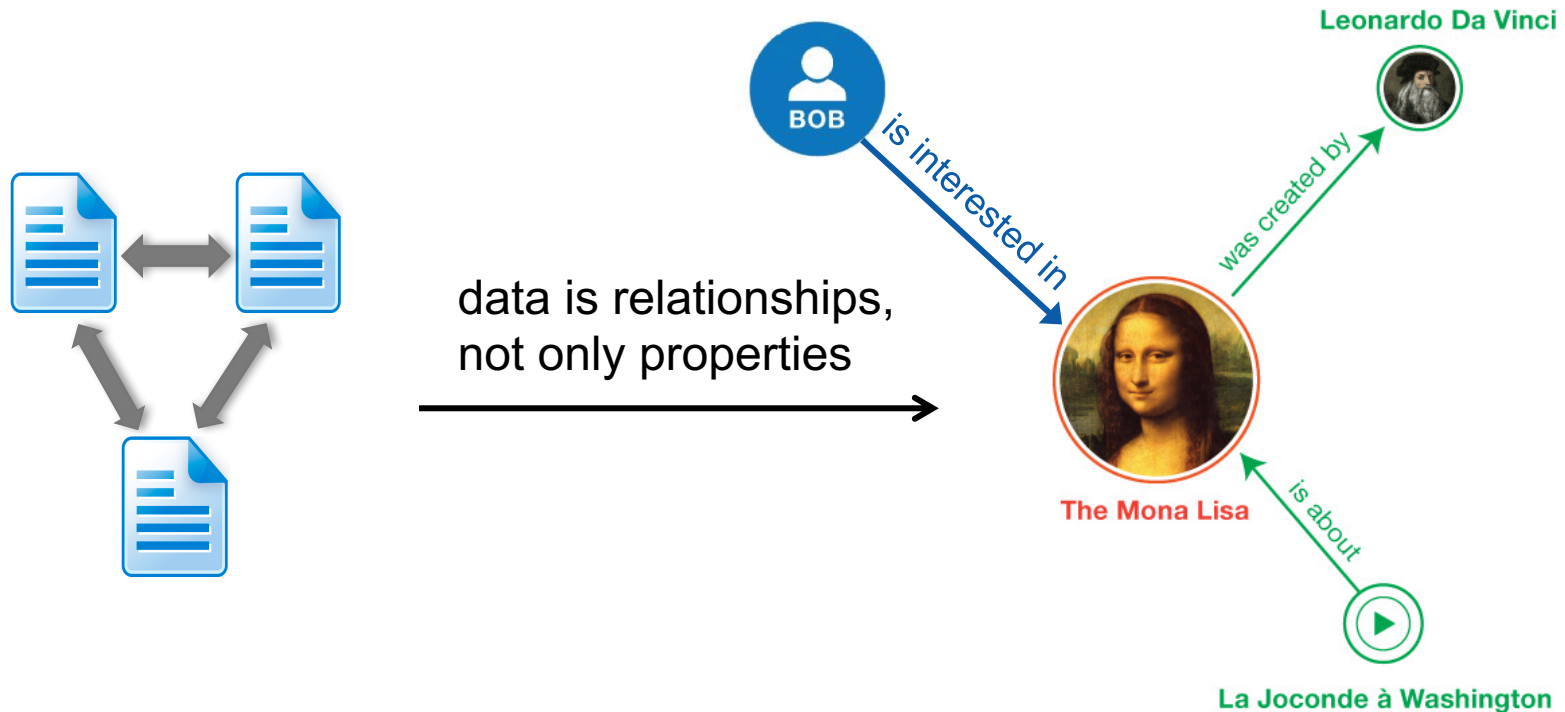 Leonardo Da Vinci
BOB
is interested in
was created by
data is relationships,
not only properties
The Mona Lisa
is about
La Joconde à Washington